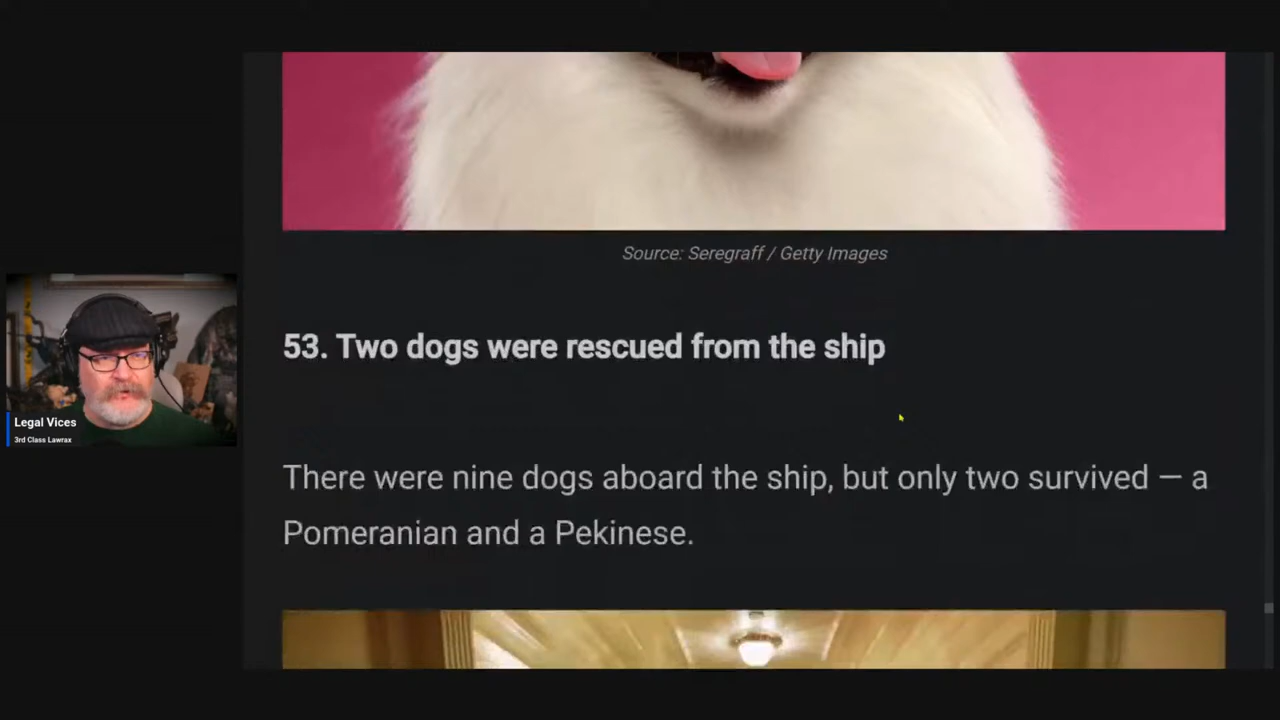 Source: Seregraff / Getty Images
53. Two dogs were rescued from the ship
Legal Vices
3rd Class Lawrax
There were nine dogs aboard the ship, but only two survived — a
Pomeranian and a Pekinese.